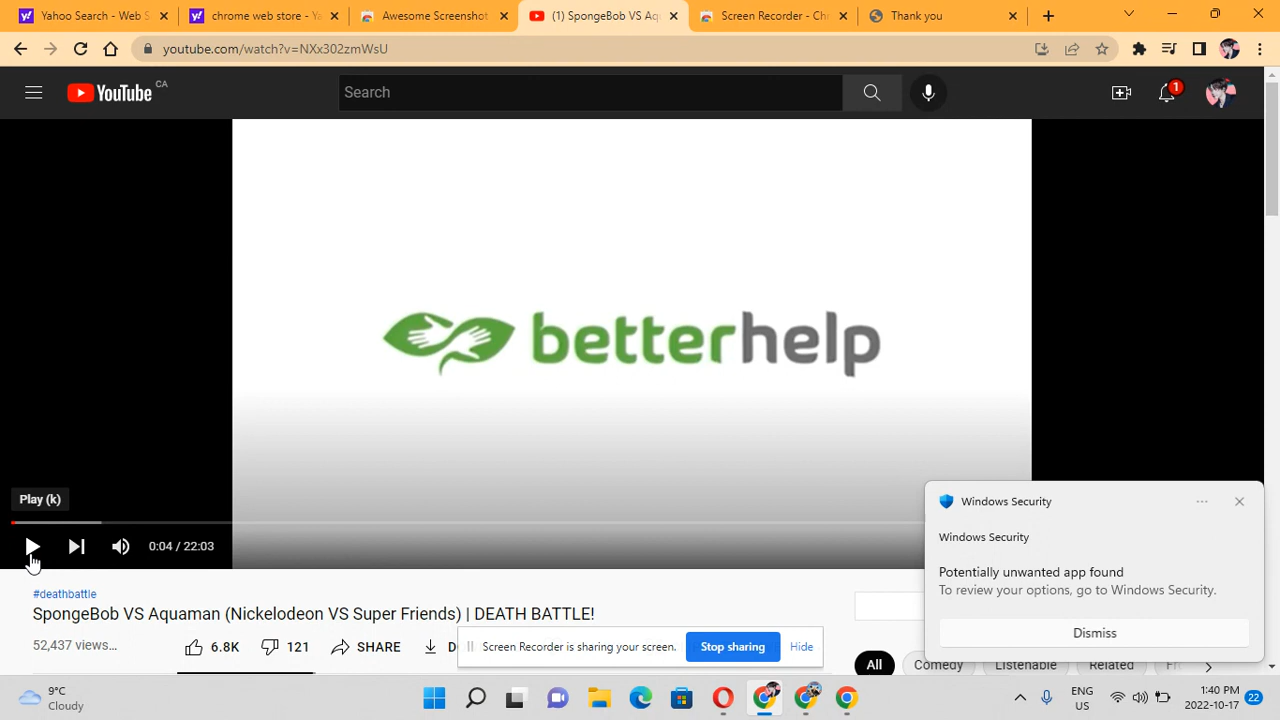 Yahoo Search - Web S
chrome web store - Ya
Awesome Screenshot
(1) SpongeBob VS Aqu
Screen Recorder - Chr
Thank you
youtube.com/watch?v=NXx302zmWsU
YouTube CA
Search
1
betterhelp
Play (k)
0:04 / 22:03
Windows Security
Windows Security
Potentially unwanted app found
To review your options, go to Windows Security.
Dismiss
#deathbattle
SpongeBob VS Aquaman (Nickelodeon VS Super Friends) | DEATH BATTLE!
52,437 views...
6.8K
121
SHARE
D
Screen Recorder is sharing your screen.
Stop sharing
Hide
All
Comedy
Listenable
Related
9°C
Cloudy
ENG
US
1:40 PM
2022-10-17
22